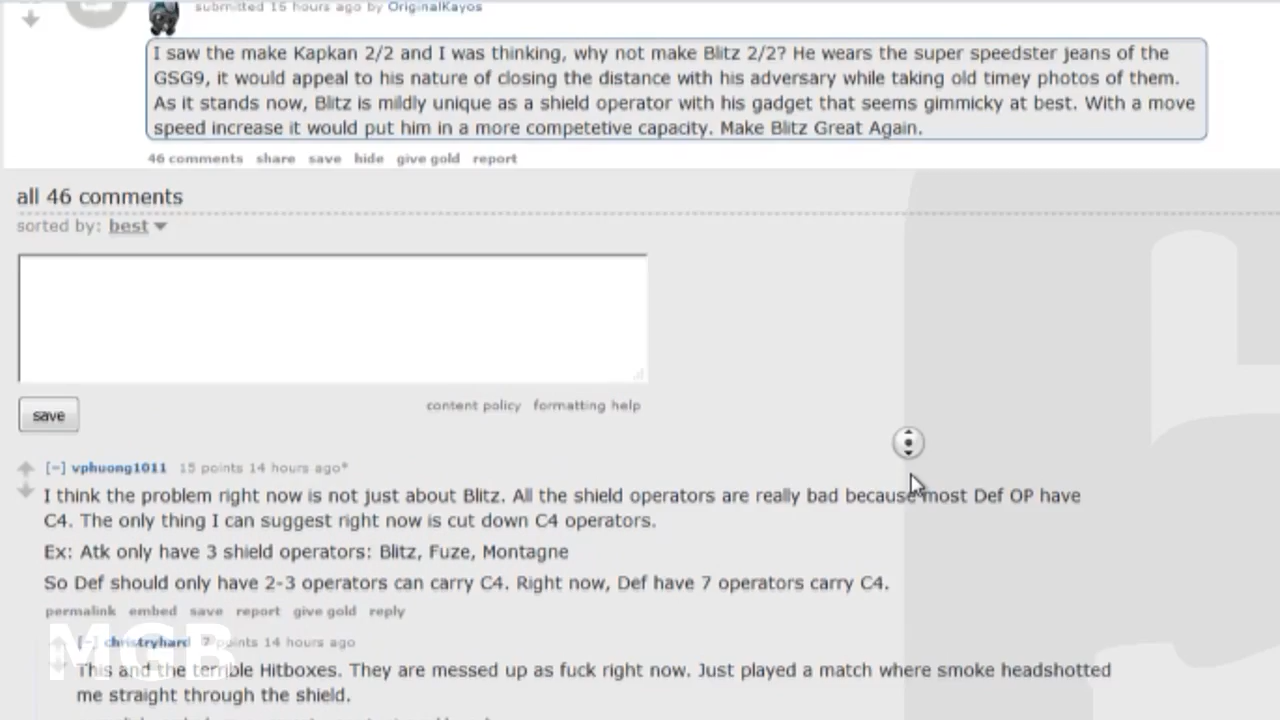 submitted 15 hours ago by OriginalKayos
I saw the make Kapkan 2/2 and I was thinking, why not make Blitz 2/2? He wears the super speedster jeans of the
GSG9, it would appeal to his nature of closing the distance with his adversary while taking old timey photos of them.
As it stands now, Blitz is mildly unique as a shield operator with his gadget that seems gimmicky at best. With a move
speed increase it would put him in a more competetive capacity. Make Blitz Great Again.
46 comments share save hide give gold report
all 46 comments
sorted by: best
save
content policy formatting help
[-] vphuong1011 15 points 14 hours ago*
I think the problem right now is not just about Blitz. All the shield operators are really bad because most Def OP have
C4. The only thing I can suggest right now is cut down C4 operators.
Ex: Atk only have 3 shield operators: Blitz, Fuze, Montagne
So Def should only have 2-3 operators can carry C4. Right now, Def have 7 operators carry C4.
permalink embed save report give gold reply
[-] christryhard 7 points 14 hours ago
MGB
This and the terrible Hitboxes. They are messed up as fuck right now. Just played a match where smoke headshotted
me straight through the shield.